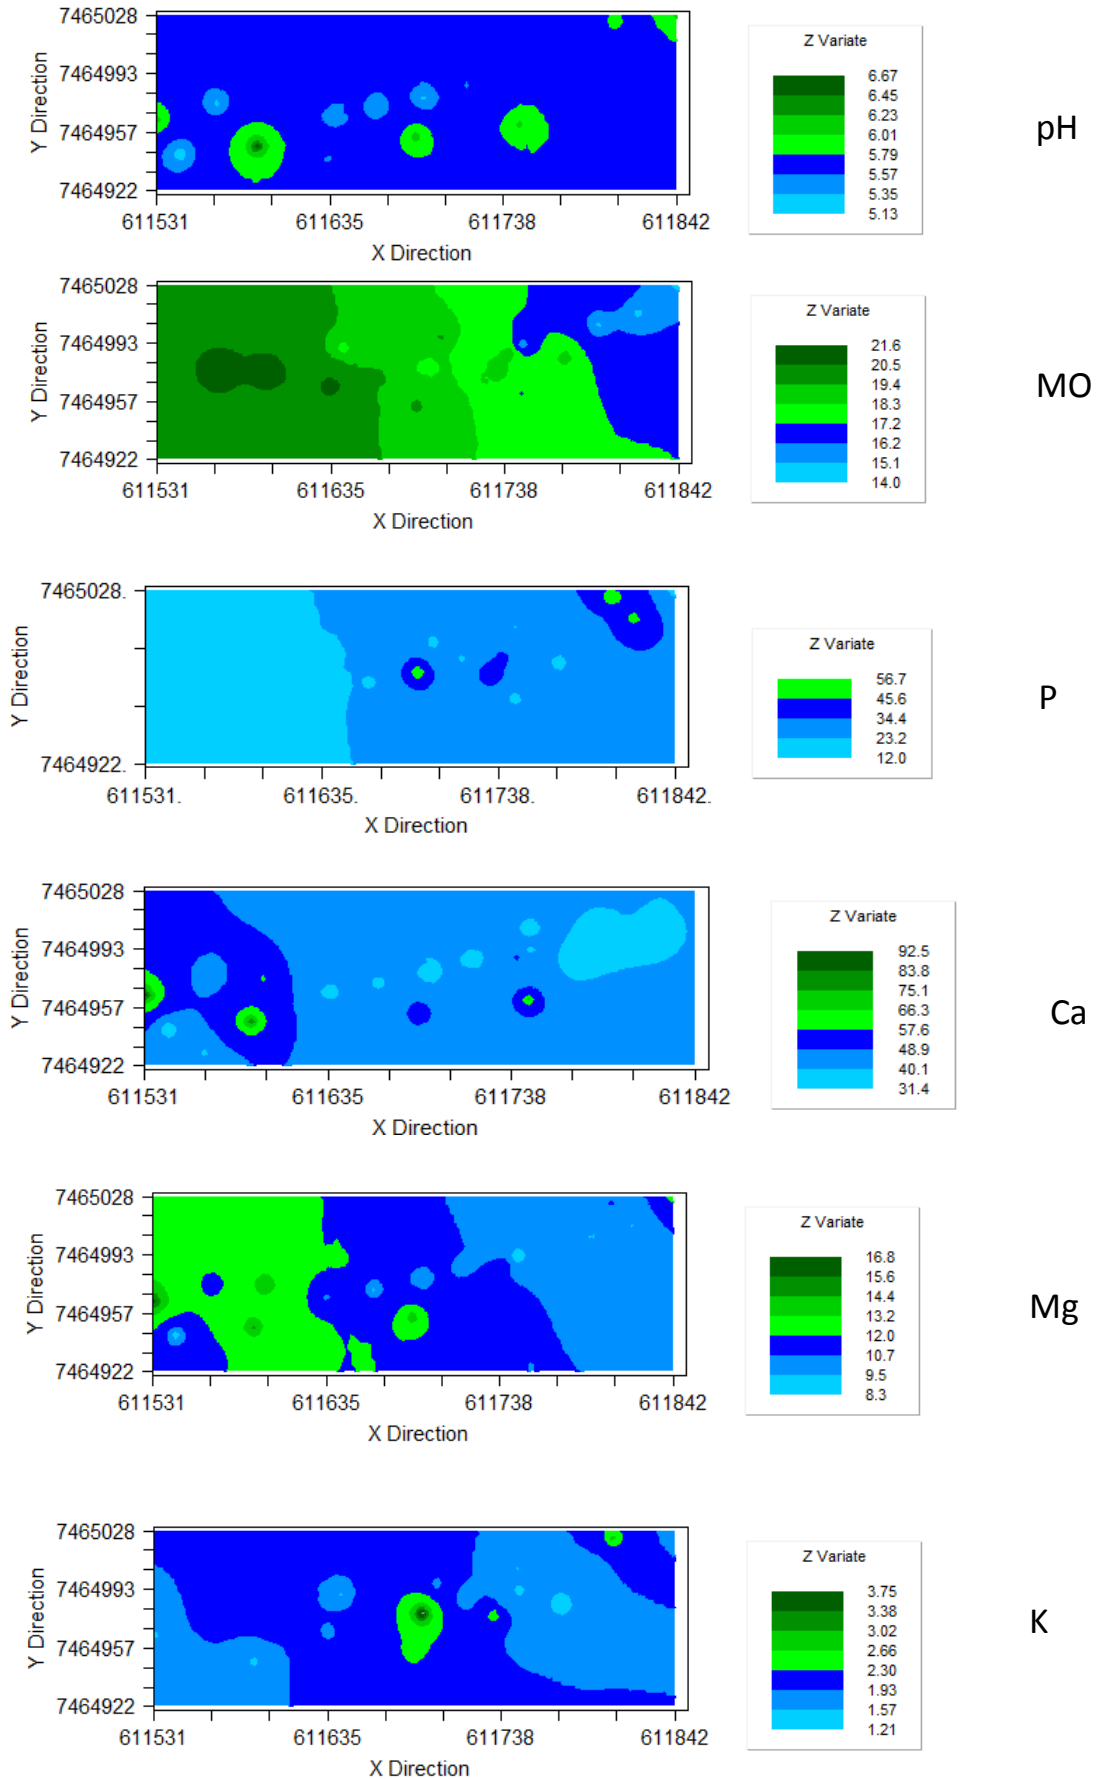 7465028
7464993
7464957
7464922
Y Direction
611531 611635 611738 611842
X Direction
Z Variate
6.67
6.45
6.23
6.01
5.79
5.57
5.35
5.13
pH
7465028
7464993
7464957
7464922
Y Direction
611531 611635 611738 611842
X Direction
Z Variate
21.6
20.5
19.4
18.3
17.2
16.2
15.1
14.0
MO
7465028.
7464922.
Y Direction
611531. 611635. 611738. 611842.
X Direction
Z Variate
56.7
45.6
34.4
23.2
12.0
P
7465028
7464993
7464957
7464922
Y Direction
611531 611635 611738 611842
X Direction
Z Variate
92.5
83.8
75.1
66.3
57.6
48.9
40.1
31.4
Ca
7465028
7464993
7464957
7464922
Y Direction
611531 611635 611738 611842
X Direction
Z Variate
16.8
15.6
14.4
13.2
12.0
10.7
9.5
8.3
Mg
7465028
7464993
7464957
7464922
Y Direction
611531 611635 611738 611842
X Direction
Z Variate
3.75
3.38
3.02
2.66
2.30
1.93
1.57
1.21
K